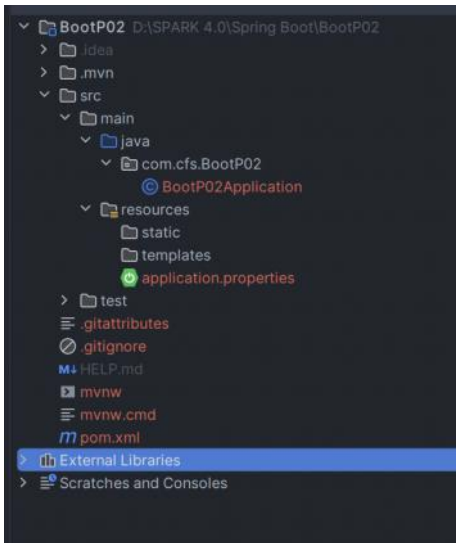 BootP02 D:\SPARK 4.0\Spring Boot\BootP02
.idea
.mvn
src
main
java
com.cfs.BootP02
BootP02Application
resources
static
templates
application.properties
test
.gitattributes
.gitignore
M↓ HELP.md
mvnw
mvnw.cmd
m pom.xml
External Libraries
Scratches and Consoles